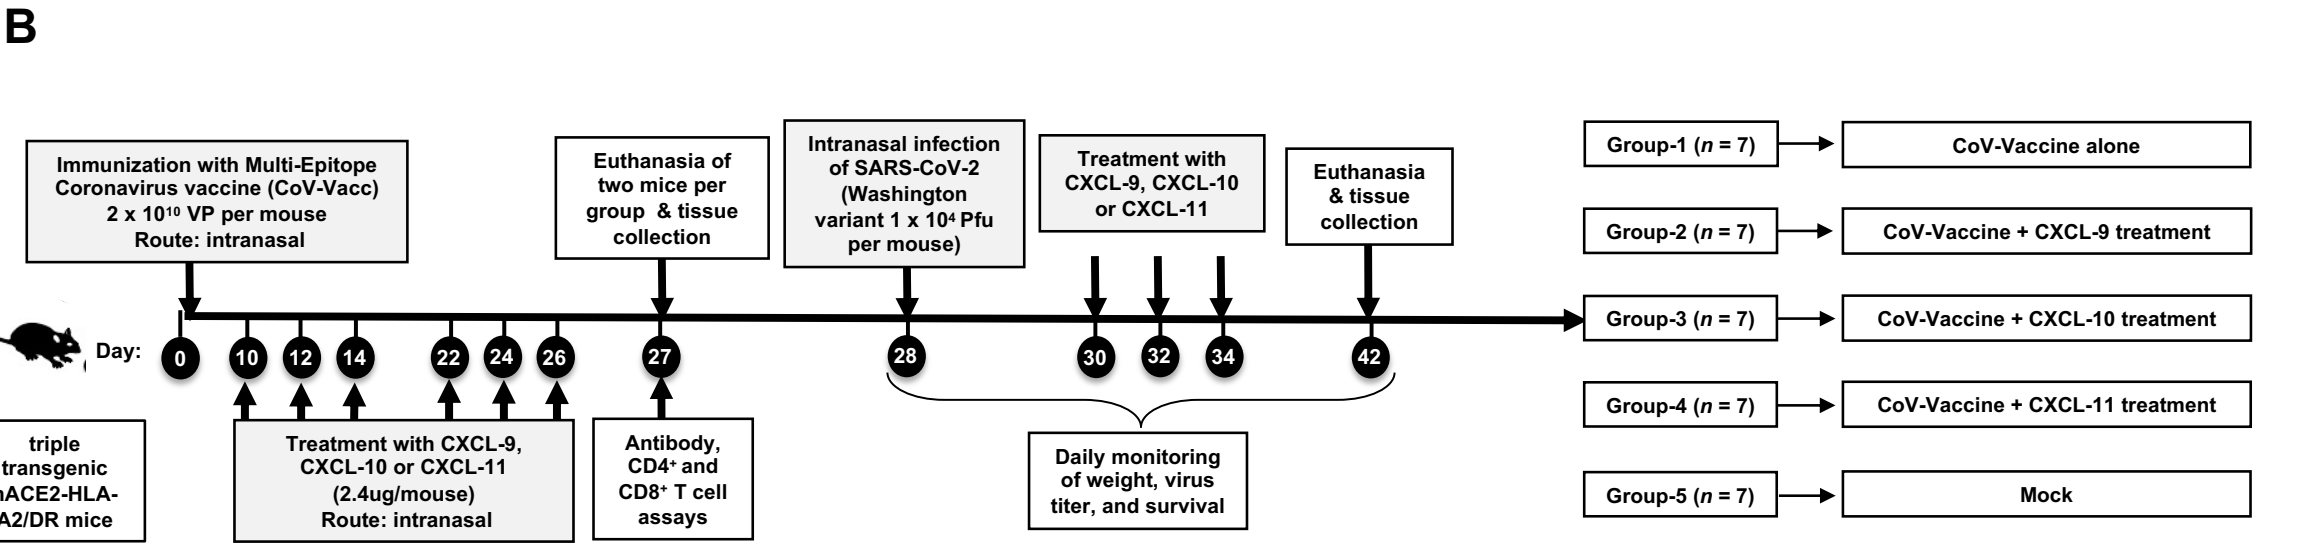 B
Immunization with Multi-Epitope
Coronavirus vaccine (CoV-Vacc)
2 x 10¹⁰ VP per mouse
Route: intranasal
Euthanasia of
two mice per
group & tissue
collection
Intranasal infection
of SARS-CoV-2
(Washington
variant 1 x 10⁴ Pfu
per mouse)
Treatment with
CXCL-9, CXCL-10
or CXCL-11
Euthanasia
& tissue
collection
Day:
0
10
12
14
22
24
26
27
28
30
32
34
42
triple
transgenic
ACE2-HLA-
A2/DR mice
Treatment with CXCL-9,
CXCL-10 or CXCL-11
(2.4ug/mouse)
Route: intranasal
Antibody,
CD4⁺ and
CD8⁺ T cell
assays
Daily monitoring
of weight, virus
titer, and survival
Group-1 (n = 7)
CoV-Vaccine alone
Group-2 (n = 7)
CoV-Vaccine + CXCL-9 treatment
Group-3 (n = 7)
CoV-Vaccine + CXCL-10 treatment
Group-4 (n = 7)
CoV-Vaccine + CXCL-11 treatment
Group-5 (n = 7)
Mock